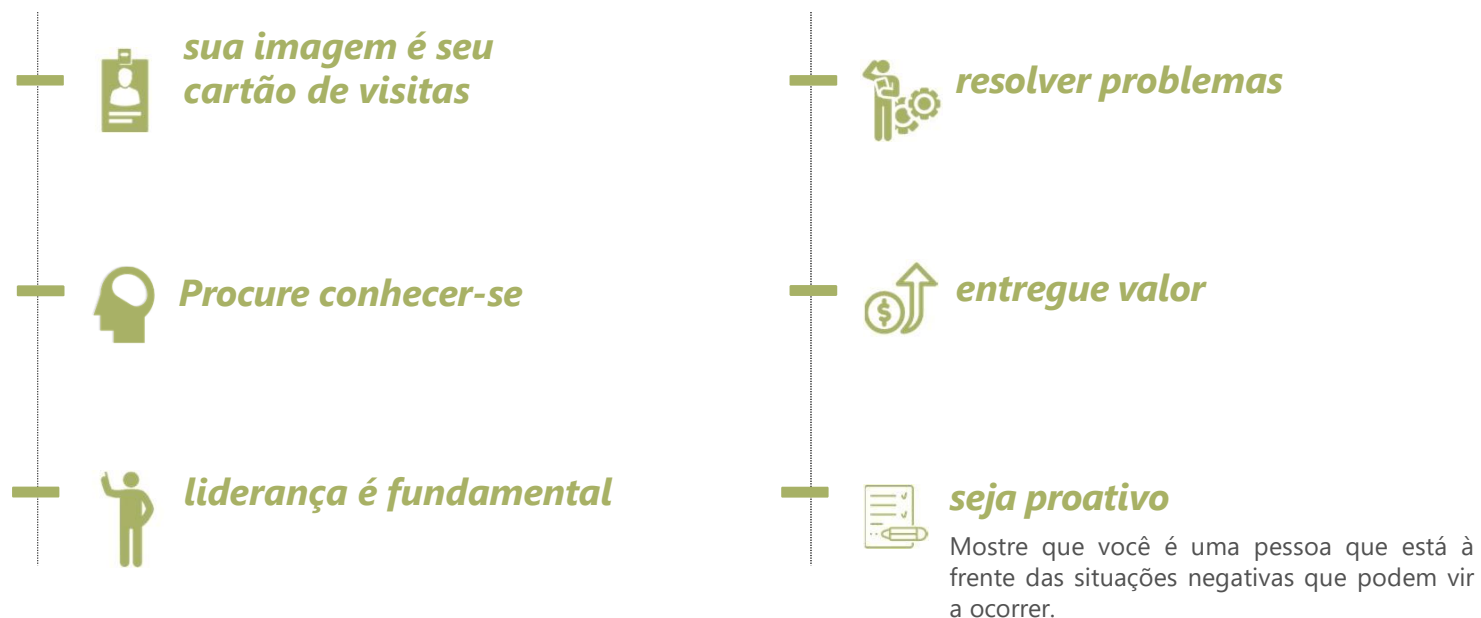 sua imagem é seu
cartão de visitas
Procure conhecer-se
liderança é fundamental
resolver problemas
entregue valor
seja proativo
Mostre que você é uma pessoa que está à
frente das situações negativas que podem vir
a ocorrer.